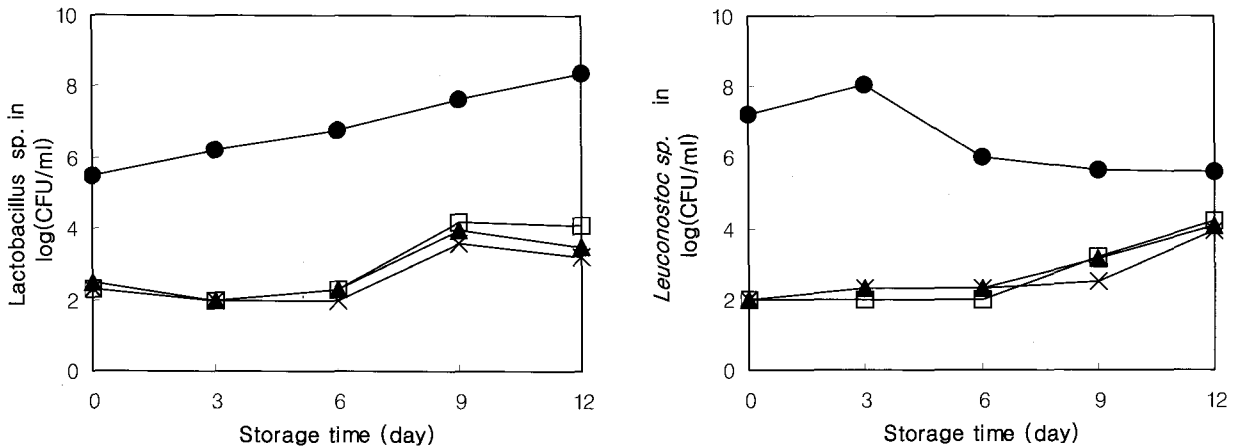 Lactobacillus sp. in
log(CFU/ml)
10
8
6
4
2
0
0 3 6 9 12
Storage time (day)
Leuconostoc sp. in
log(CFU/ml)
10
8
6
4
2
0
0 3 6 9 12
Storage time (day)